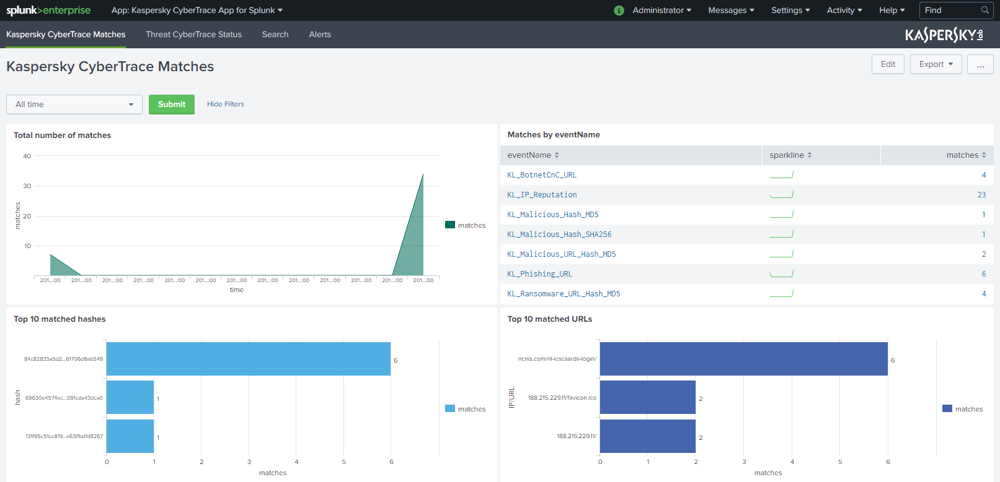 splunk>enterprise App: Kaspersky CyberTrace App for Splunk i Administrator Messages Settings Activity Help Find
Kaspersky CyberTrace Matches Threat CyberTrace Status Search Alerts KASPERSKY lab
Kaspersky CyberTrace Matches Edit Export ...
All time Submit Hide Filters
Total number of matches
40
30
20
10
matches
201...:00 201...:00 201...:00 201...:00 201...:00 201...:00 201...:00 201...:00 201...:00 201...:00 201...:00 201...:00 201...:00
time
matches
Matches by eventName
eventName sparkline matches
KL_BotnetCnC_URL 4
KL_IP_Reputation 23
KL_Malicious_Hash_MD5 1
KL_Malicious_Hash_SHA256 1
KL_Malicious_URL_Hash_MD5 2
KL_Phishing_URL 6
KL_Ransomware_URL_Hash_MD5 4
Top 10 matched hashes
hash
84c82835a5d2...61706d8ab549 6
69630e4574ec...091cda43dca0 1
131f95c51cc819...e63ffbdfd8267 1
0 1 2 3 4 5 6
matches
matches
Top 10 matched URLs
IP/URL
ncnis.com/nl-icscaards-login/ 6
188.215.229.11/favicon.ico 2
188.215.229.11/ 2
0 1 2 3 4 5 6
matches
matches